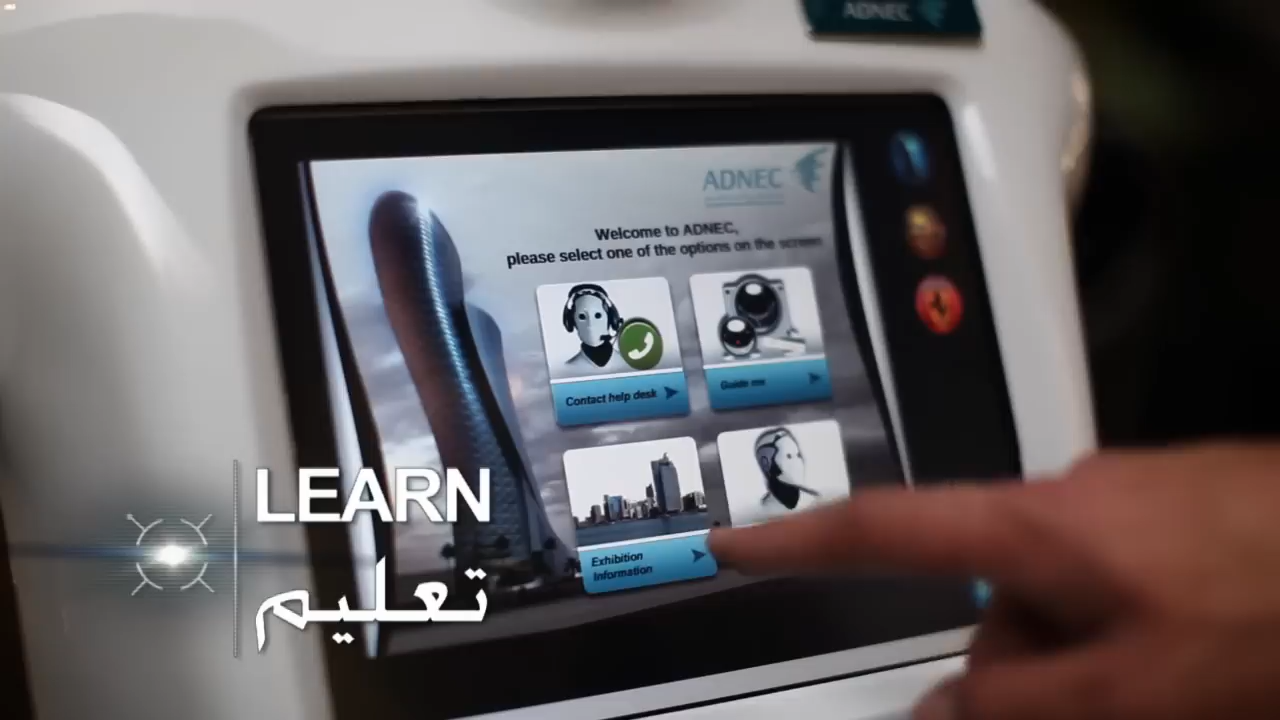 ADNEC
ADNEC
Welcome to ADNEC,
please select one of the options on the screen
Contact help desk
Guide me
Exhibition
Information
LEARN
تعليم